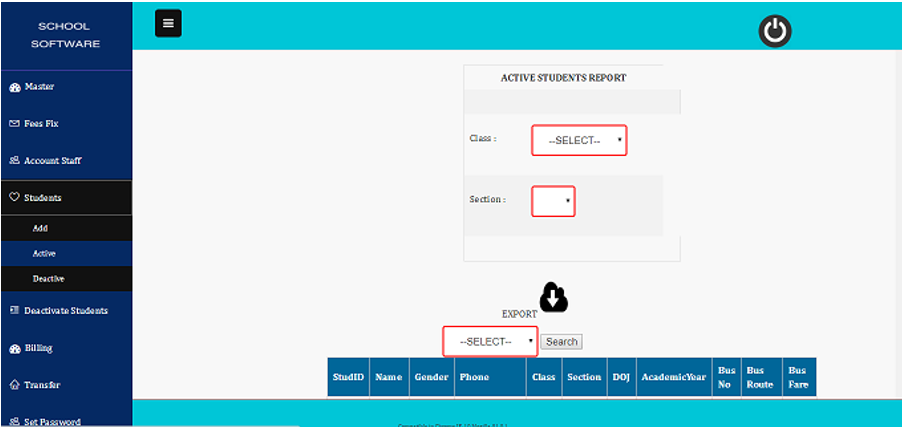 SCHOOL
SOFTWARE
Master
Fees Fix
Account Staff
Students
Add
Active
Deactive
Deactivate Students
Billing
Transfer
Set Password
ACTIVE STUDENTS REPORT
Class :
--SELECT--
Section :
EXPORT
--SELECT--
Search
StudID Name Gender Phone Class Section DOJ AcademicYear Bus No Bus Route Bus Fare